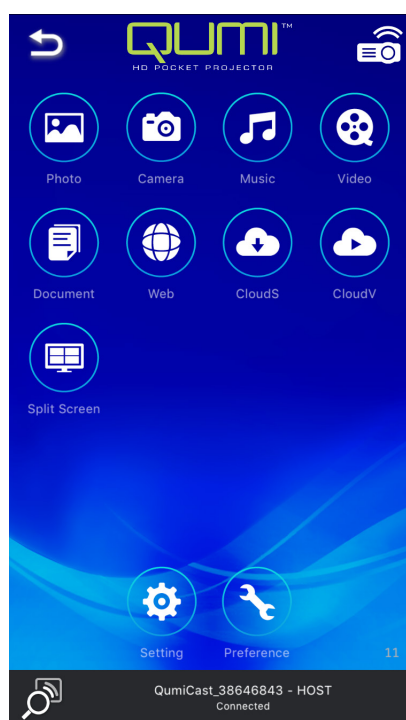 QUMI™
HD POCKET PROJECTOR
Photo
Camera
Music
Video
Document
Web
CloudS
CloudV
Split Screen
Setting
Preference
11
QumiCast_38646843 - HOST
Connected